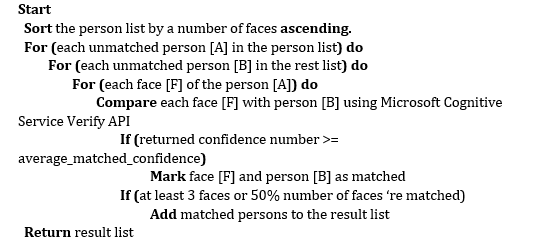 Start
Sort the person list by a number of faces ascending.
For (each unmatched person [A] in the person list) do
For (each unmatched person [B] in the rest list) do
For (each face [F] of the person [A]) do
Compare each face [F] with person [B] using Microsoft Cognitive
Service Verify API
If (returned confidence number >=
average_matched_confidence)
Mark face [F] and person [B] as matched
If (at least 3 faces or 50% number of faces 're matched)
Add matched persons to the result list
Return result list